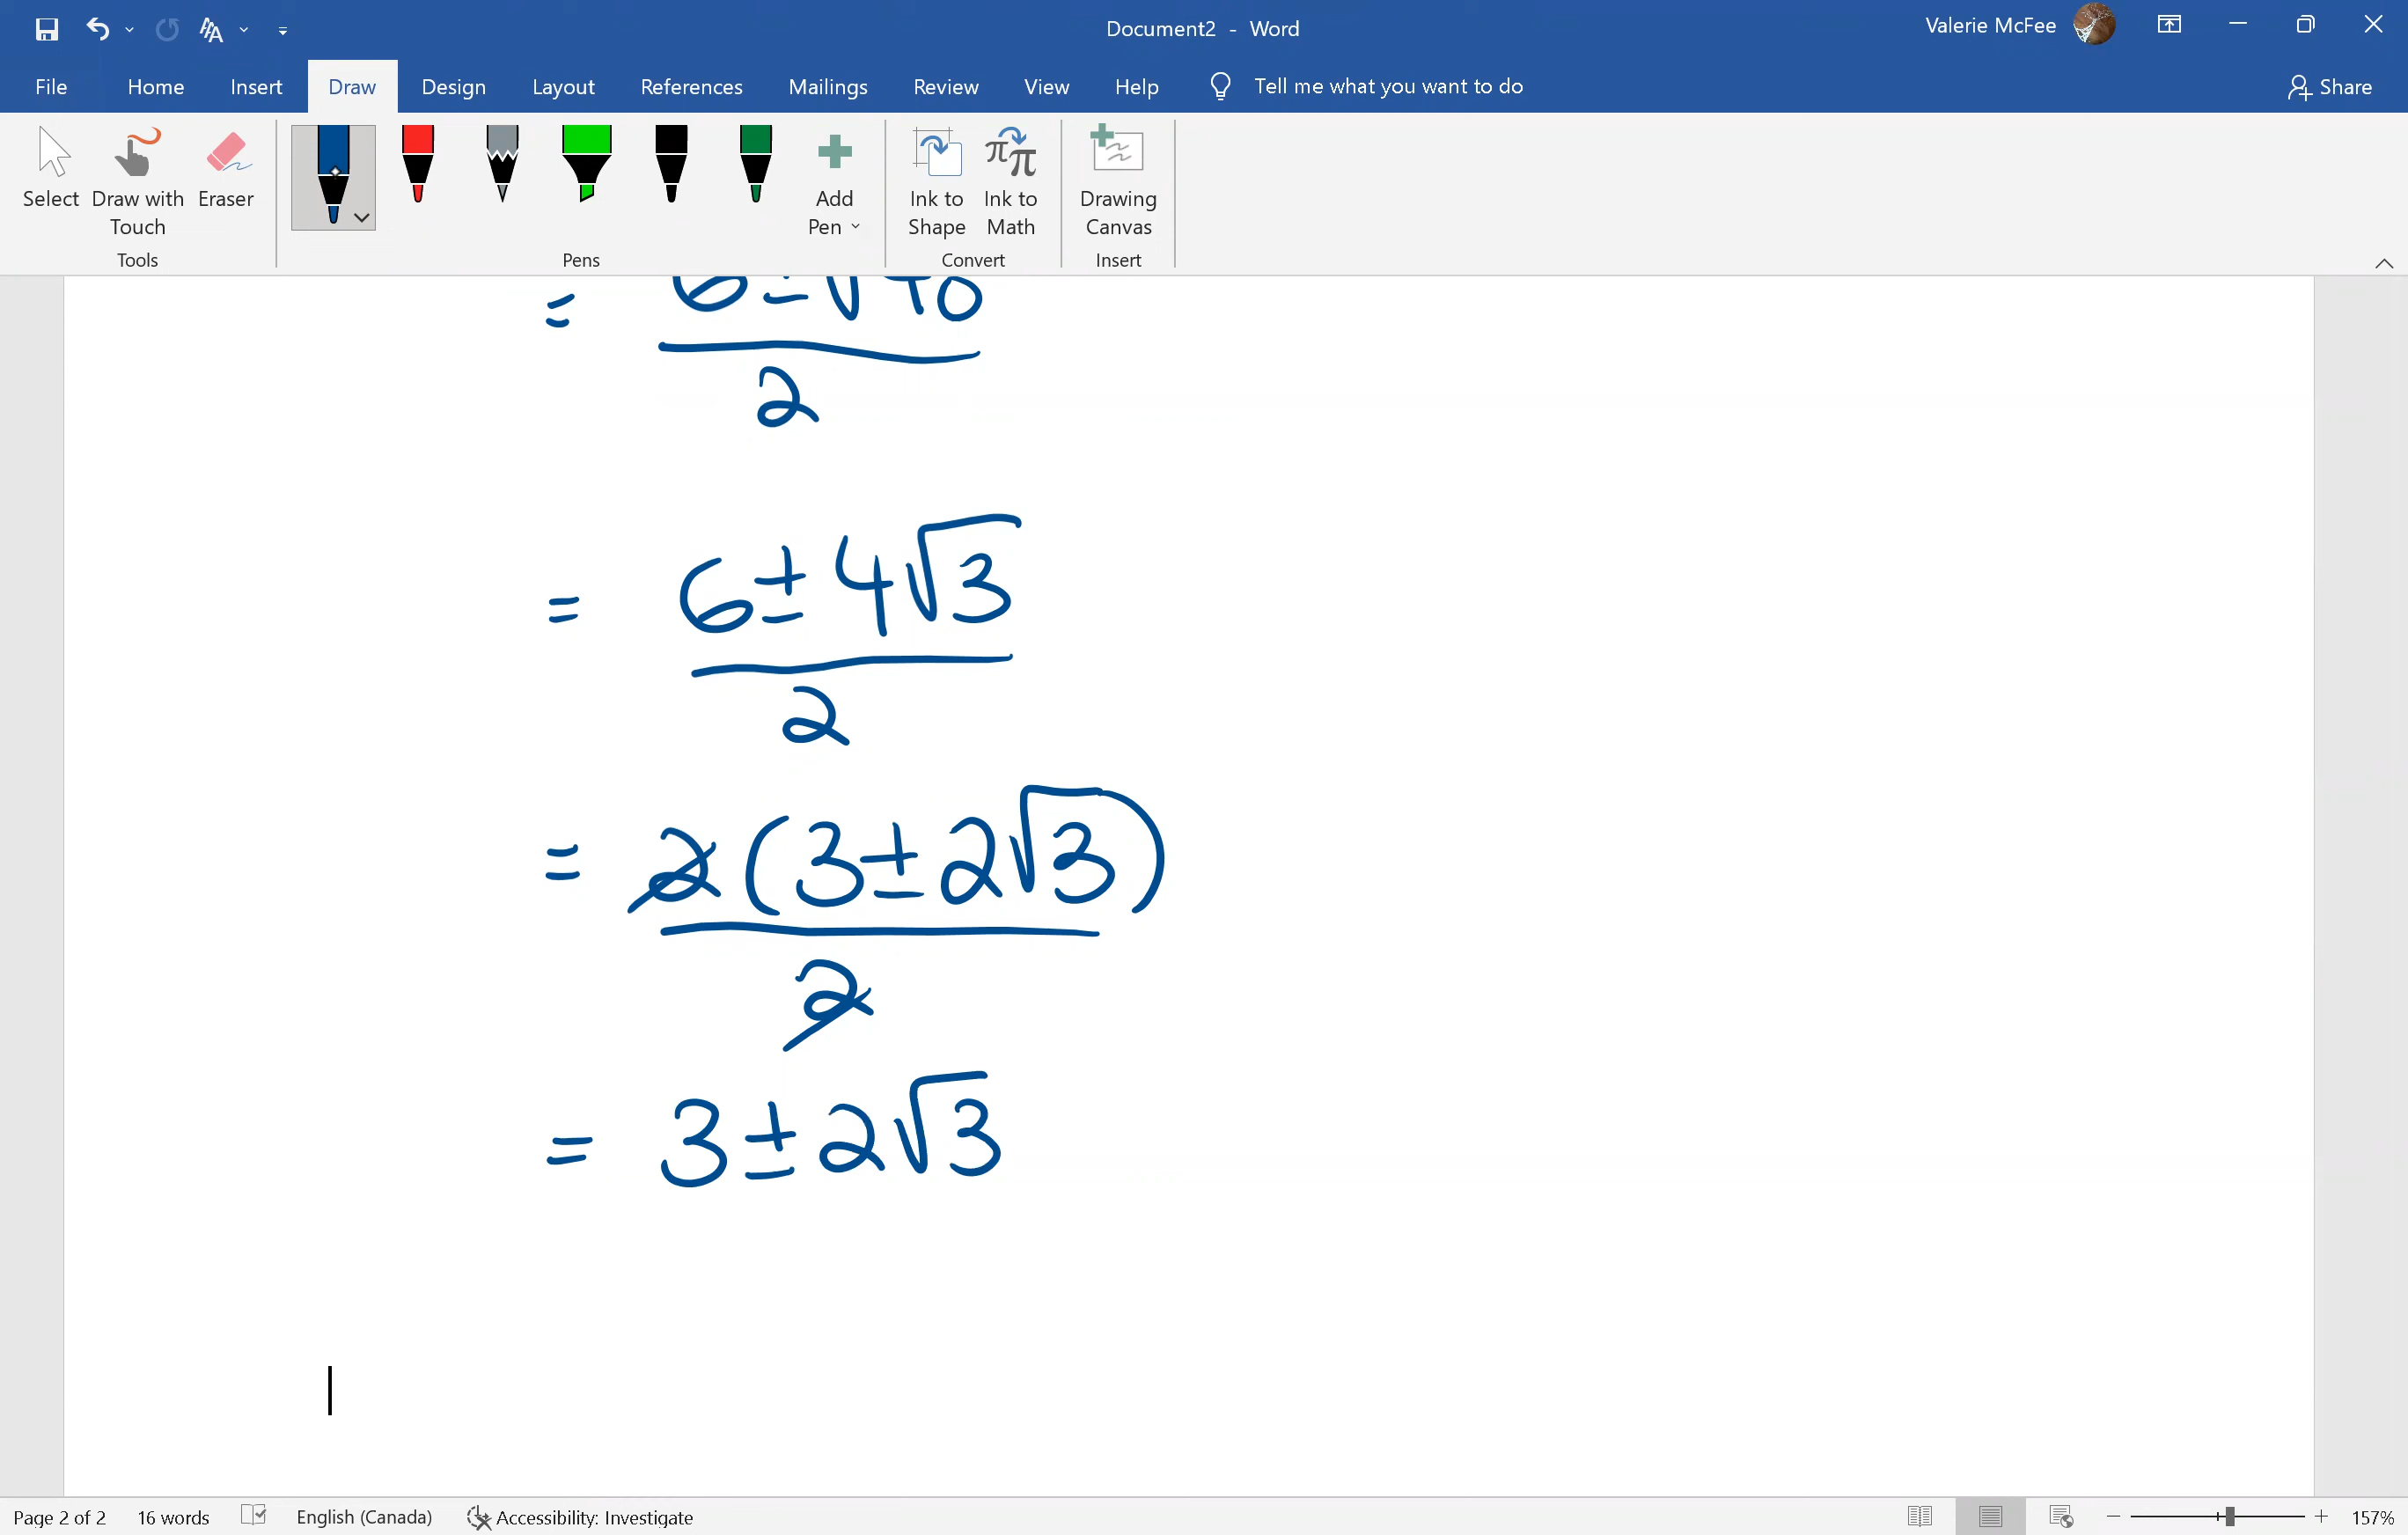 Document2 - Word
Valerie McFee
File Home Insert Draw Design Layout References Mailings Review View Help Tell me what you want to do Share
Select Draw with Touch Eraser Add Pen Ink to Shape Ink to Math Drawing Canvas
Tools Pens Convert Insert
=
2
= 6 ± 4√3
2
= 2(3 ± 2√3)
2
= 3 ± 2√3
Page 2 of 2 16 words English (Canada) Accessibility: Investigate 157%